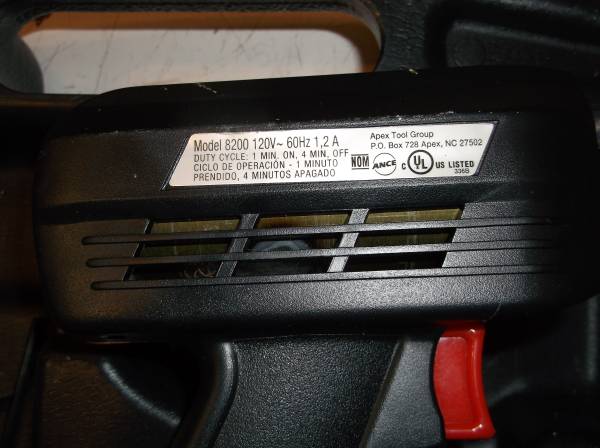 Model 8200 120V~ 60Hz 1,2 A
DUTY CYCLE: 1 MIN. ON, 4 MIN. OFF
CICLO DE OPERACIÓN - 1 MINUTO
PRENDIDO, 4 MINUTOS APAGADO
Apex Tool Group
P.O. Box 728 Apex, NC 27502
NOM ANCE c UL US LISTED
336B